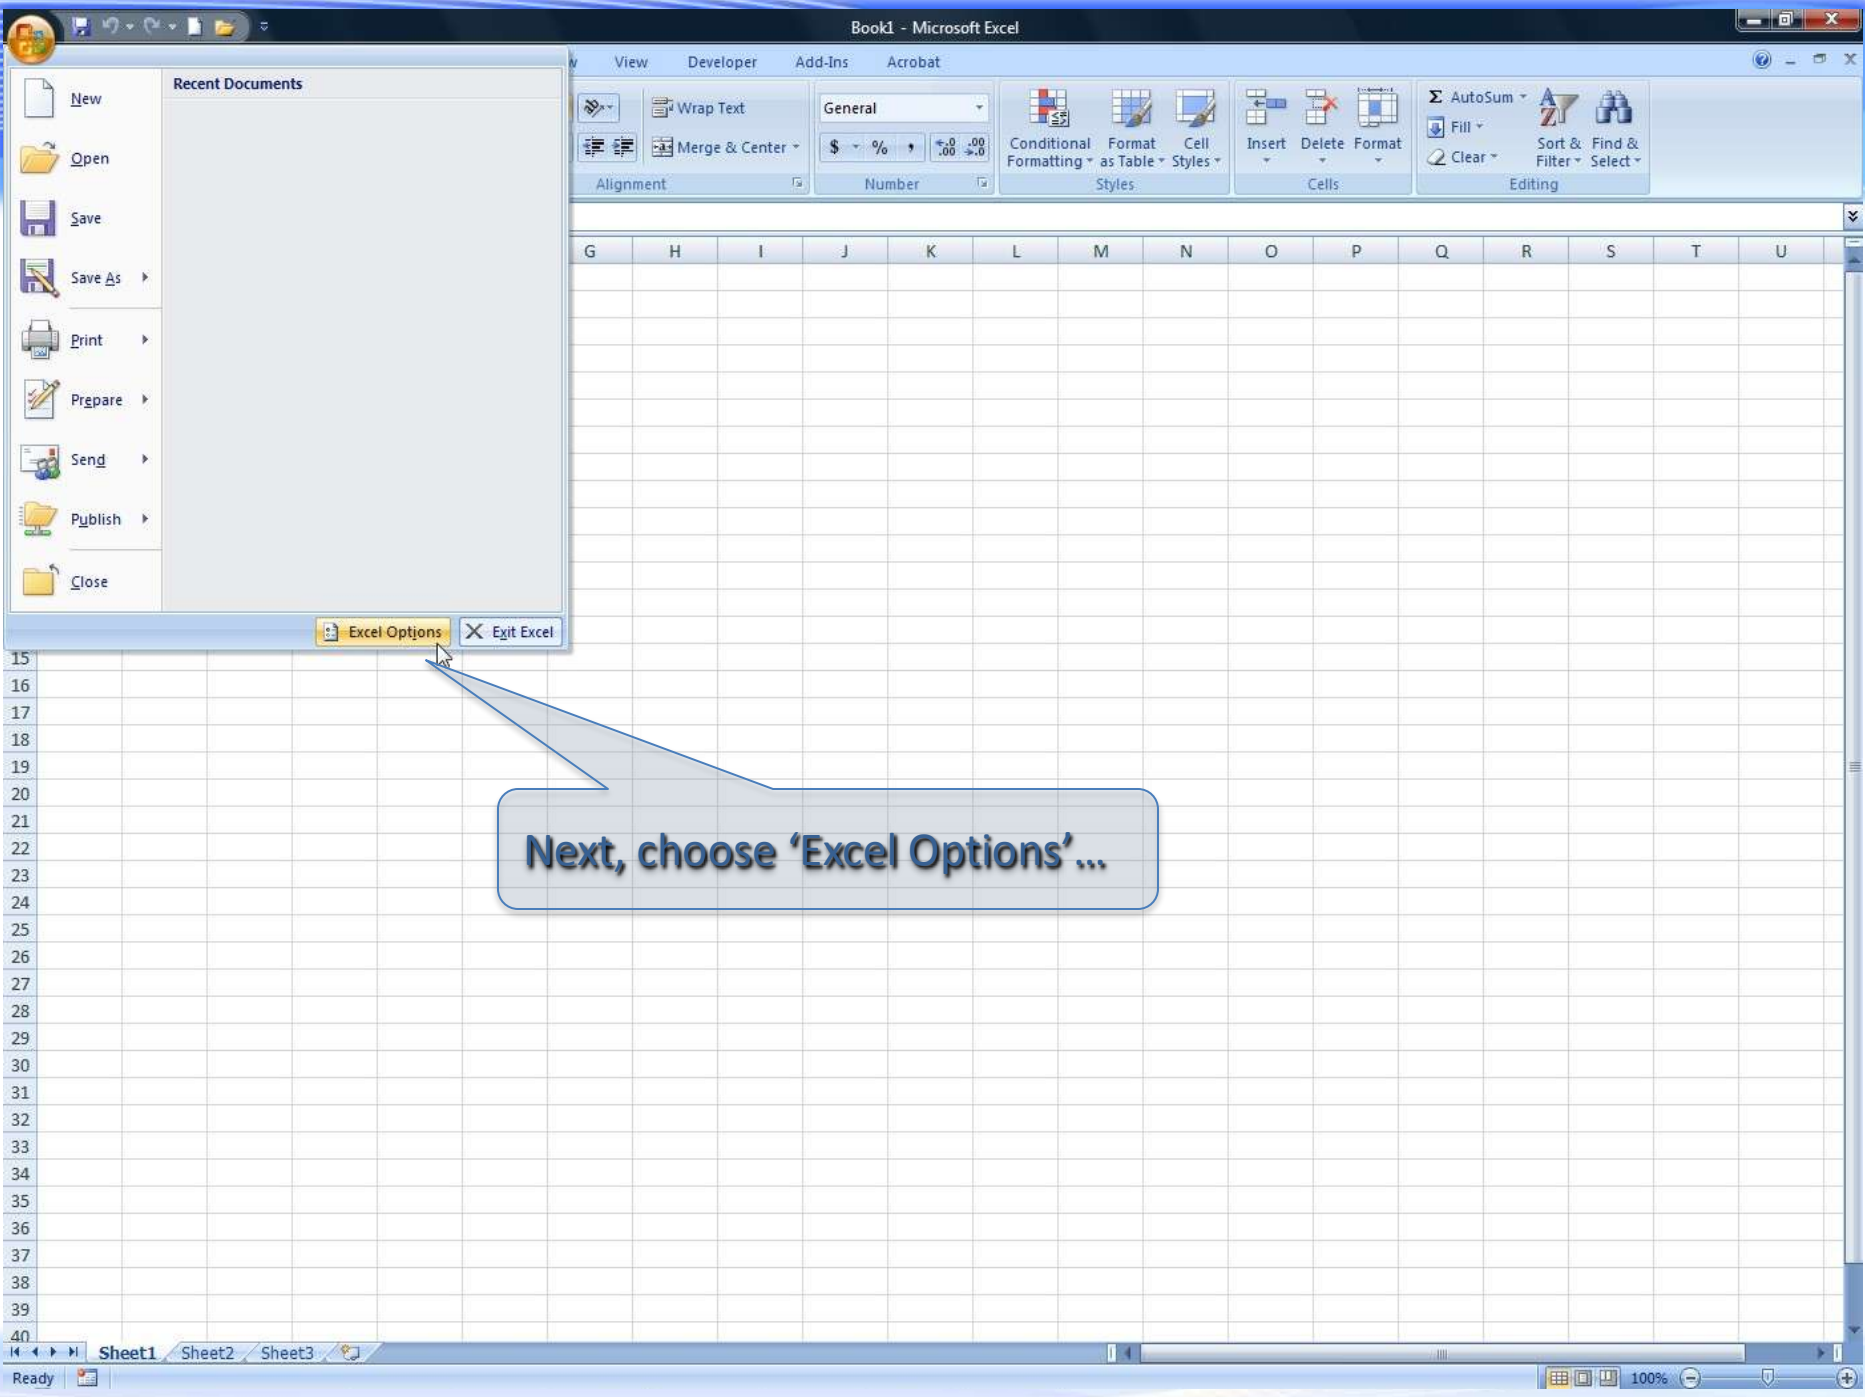 Book1 - Microsoft Excel
View Developer Add-Ins Acrobat
New
Open
Save
Save As
Print
Prepare
Send
Publish
Close
Recent Documents
Excel Options
Exit Excel
Wrap Text
Merge & Center
Alignment
General
$ % , .0 .00 .00 .0
Number
Conditional Formatting
Format as Table
Cell Styles
Styles
Insert Delete Format
Cells
Σ AutoSum
Fill
Clear
Sort & Filter
Find & Select
Editing
G H I J K L M N O P Q R S T U
15
16
17
18
19
20
21
22
23
24
25
26
27
28
29
30
31
32
33
34
35
36
37
38
39
40
Next, choose ‘Excel Options’...
Sheet1 Sheet2 Sheet3
Ready
100%